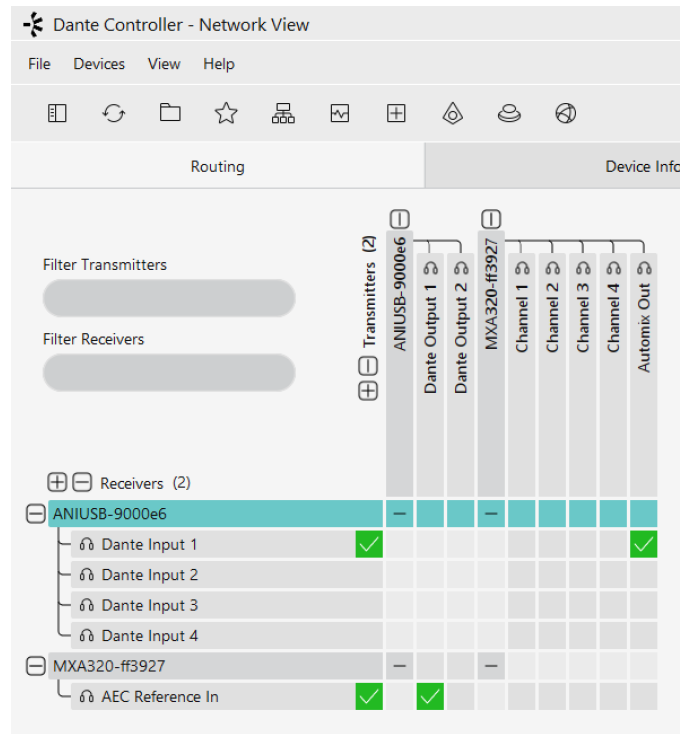 Dante Controller - Network View
File Devices View Help
Routing
Device Info
Filter Transmitters
Filter Receivers
Transmitters (2)
ANIUSB-9000e6
Dante Output 1
Dante Output 2
MXA320-ff3927
Channel 1
Channel 2
Channel 3
Channel 4
Automix Out
Receivers (2)
ANIUSB-9000e6
Dante Input 1
Dante Input 2
Dante Input 3
Dante Input 4
MXA320-ff3927
AEC Reference In